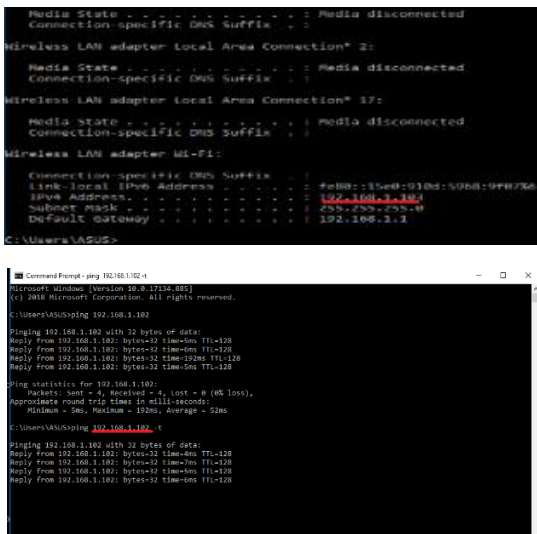 Media State . . . . . . . . . . . : Media disconnected
Connection-specific DNS Suffix  . :
Wireless LAN adapter Local Area Connection* 2:
Media State . . . . . . . . . . . : Media disconnected
Connection-specific DNS Suffix  . :
Wireless LAN adapter Local Area Connection* 17:
Media State . . . . . . . . . . . : Media disconnected
Connection-specific DNS Suffix  . :
Wireless LAN adapter Wi-Fi:
Connection-specific DNS Suffix  . :
Link-local IPv6 Address . . . . . :
IPv4 Address. . . . . . . . . . . : 192.168.1.103
Subnet Mask . . . . . . . . . . . : 255.255.255.0
Default Gateway . . . . . . . . . : 192.168.1.1
C:\Users\ASUS>
Command Prompt - ping 192.168.1.102 -t
Microsoft Windows [Version 10.0.17134.885]
(c) 2018 Microsoft Corporation. All rights reserved.
C:\Users\ASUS>ping 192.168.1.102
Pinging 192.168.1.102 with 32 bytes of data:
Reply from 192.168.1.102: bytes=32 time=5ms TTL=128
Reply from 192.168.1.102: bytes=32 time=6ms TTL=128
Reply from 192.168.1.102: bytes=32 time=192ms TTL=128
Reply from 192.168.1.102: bytes=32 time=5ms TTL=128
Ping statistics for 192.168.1.102:
Packets: Sent = 4, Received = 4, Lost = 0 (0% loss),
Approximate round trip times in milli-seconds:
Minimum = 5ms, Maximum = 192ms, Average = 52ms
C:\Users\ASUS>ping 192.168.1.102 -t
Pinging 192.168.1.102 with 32 bytes of data:
Reply from 192.168.1.102: bytes=32 time=4ms TTL=128
Reply from 192.168.1.102: bytes=32 time=7ms TTL=128
Reply from 192.168.1.102: bytes=32 time=5ms TTL=128
Reply from 192.168.1.102: bytes=32 time=6ms TTL=128